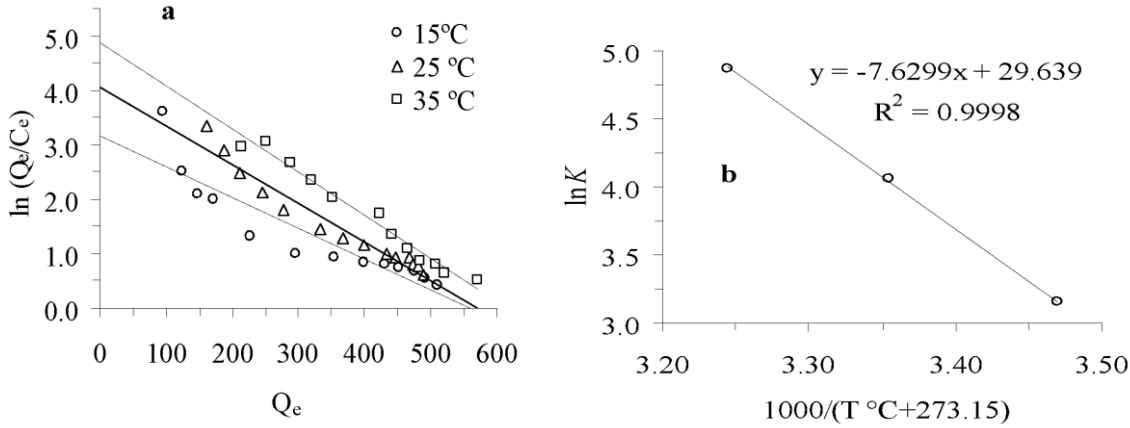 a
5.0
4.0
3.0
2.0
1.0
0.0
ln (Qe/Ce)
15ºC
25 ºC
35 ºC
0 100 200 300 400 500 600
Qe
5.0
4.5
4.0
3.5
3.0
lnK
y = -7.6299x + 29.639
R² = 0.9998
b
3.20 3.30 3.40 3.50
1000/(T °C+273.15)